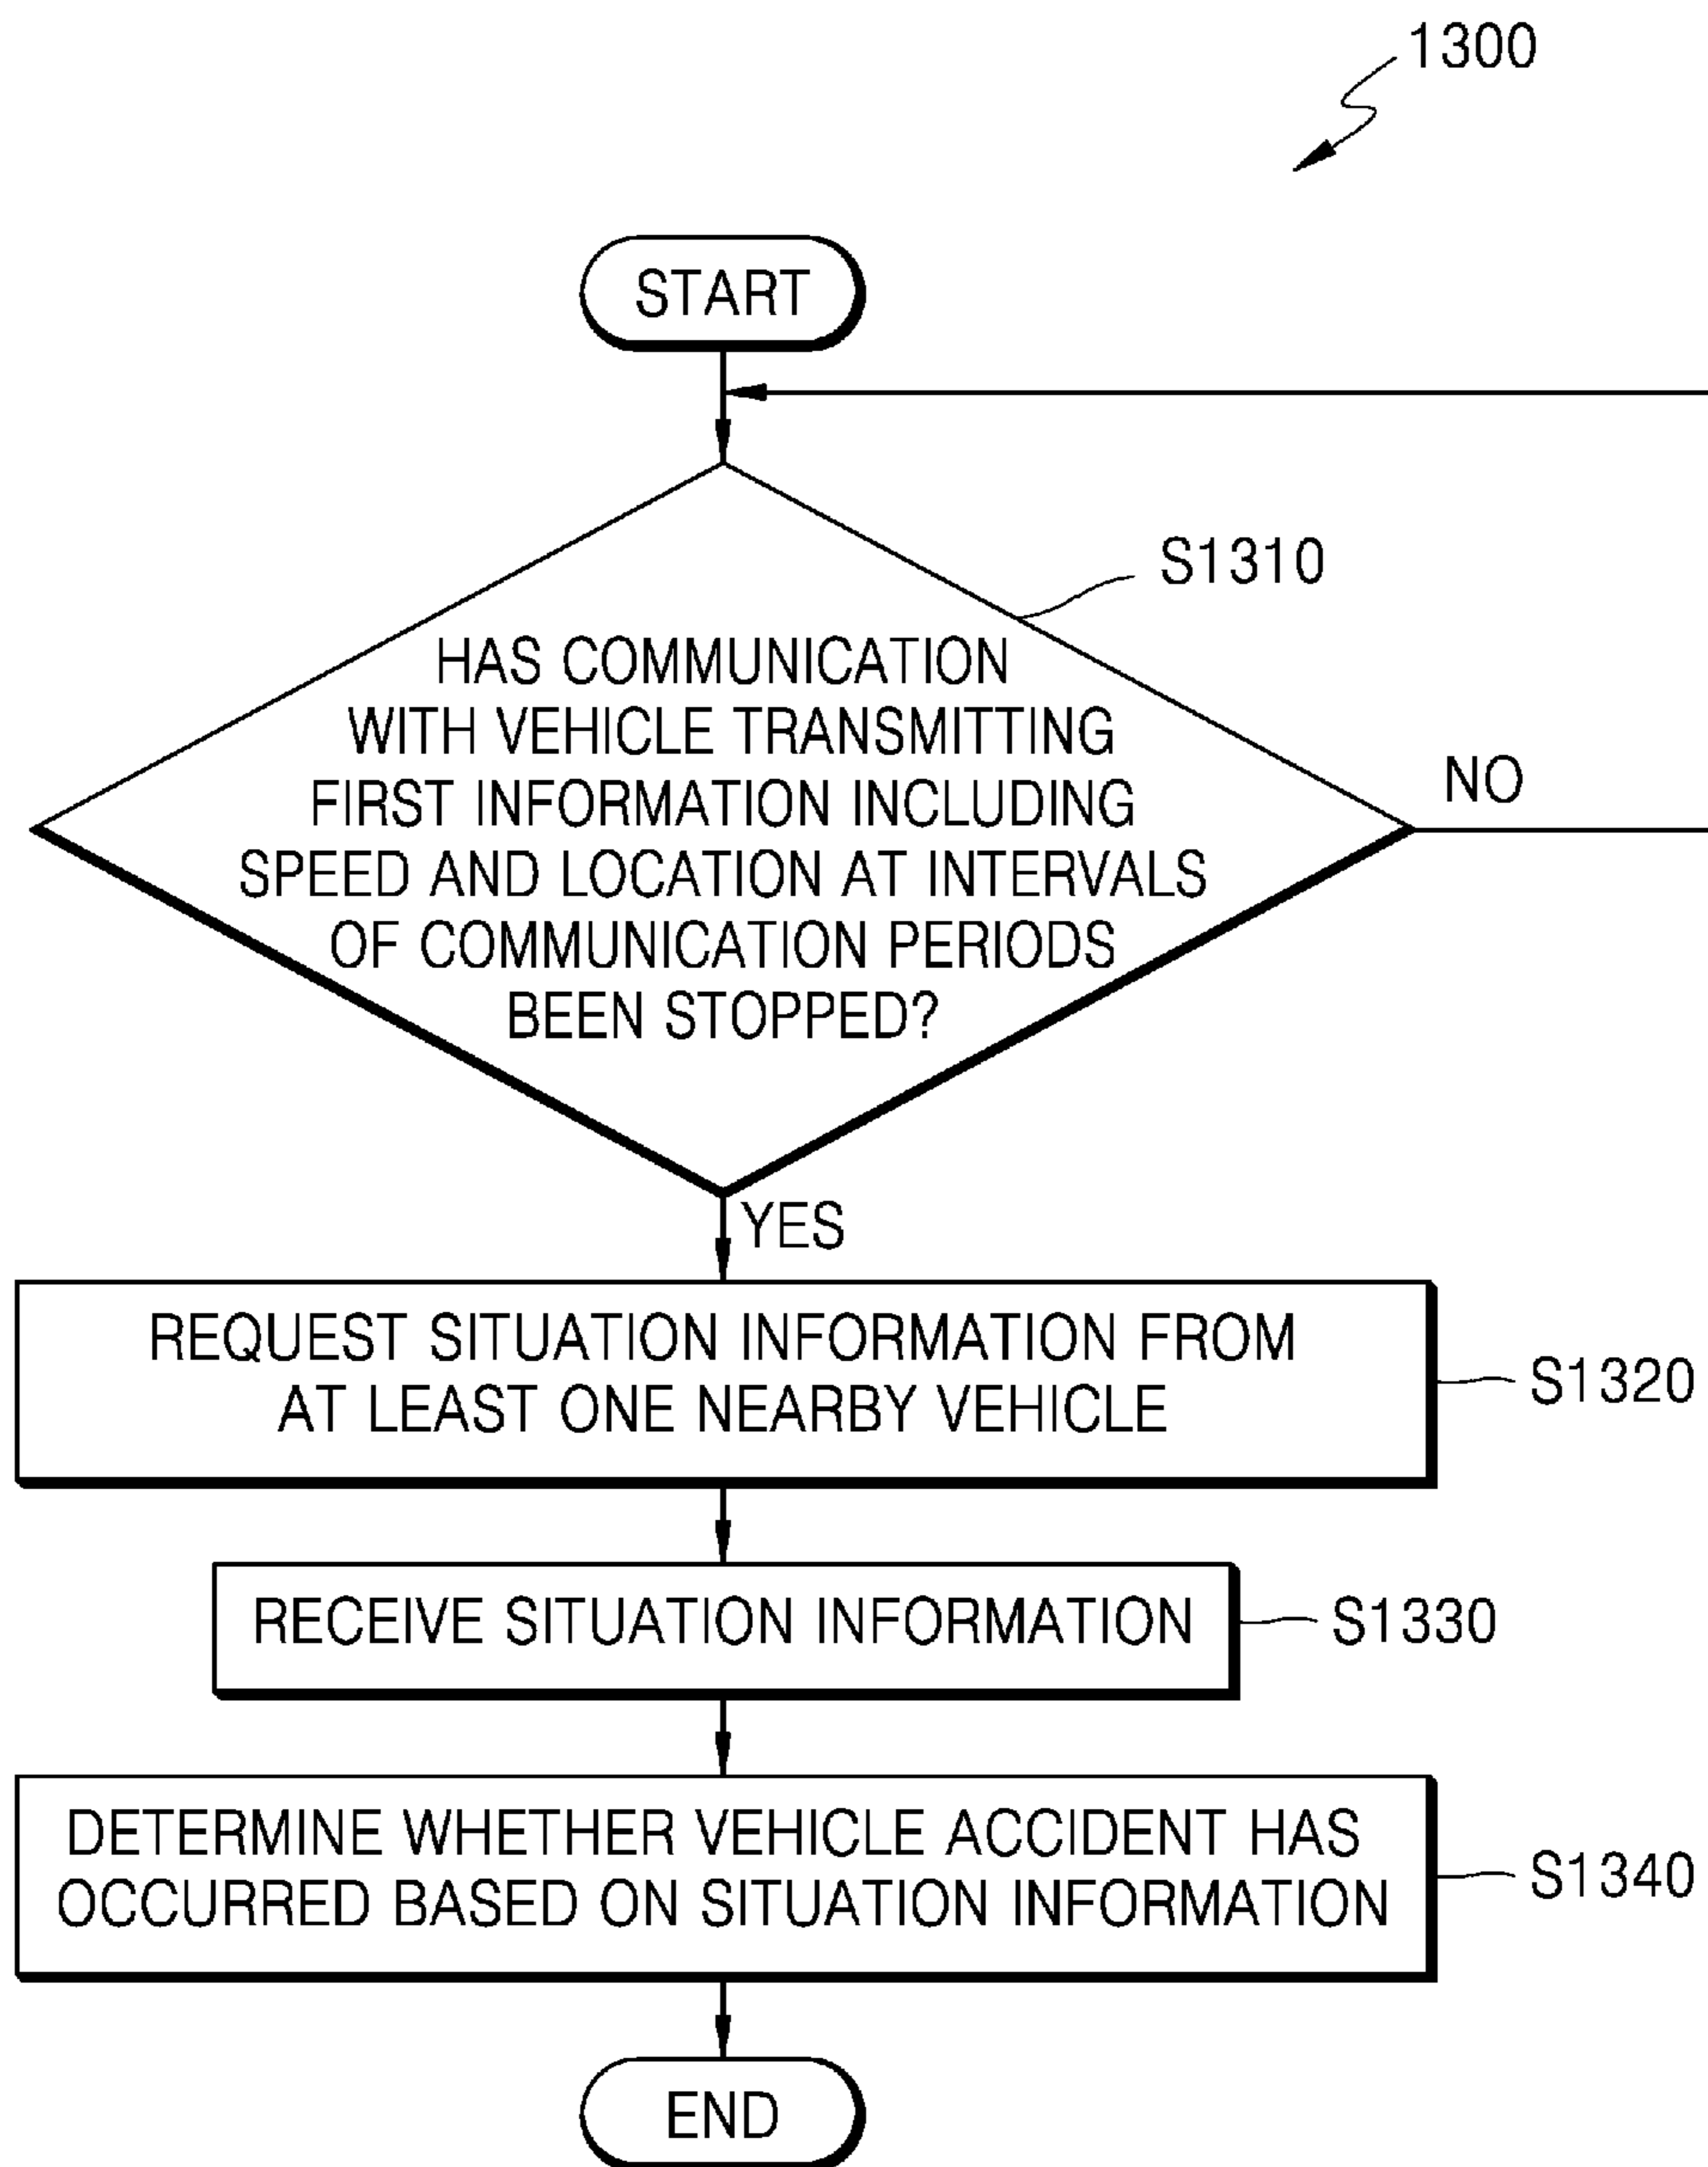 1300
START
S1310
HAS COMMUNICATION
WITH VEHICLE TRANSMITTING
FIRST INFORMATION INCLUDING
SPEED AND LOCATION AT INTERVALS
OF COMMUNICATION PERIODS
BEEN STOPPED?
NO
YES
REQUEST SITUATION INFORMATION FROM
AT LEAST ONE NEARBY VEHICLE
S1320
RECEIVE SITUATION INFORMATION
S1330
DETERMINE WHETHER VEHICLE ACCIDENT HAS
OCCURRED BASED ON SITUATION INFORMATION
S1340
END